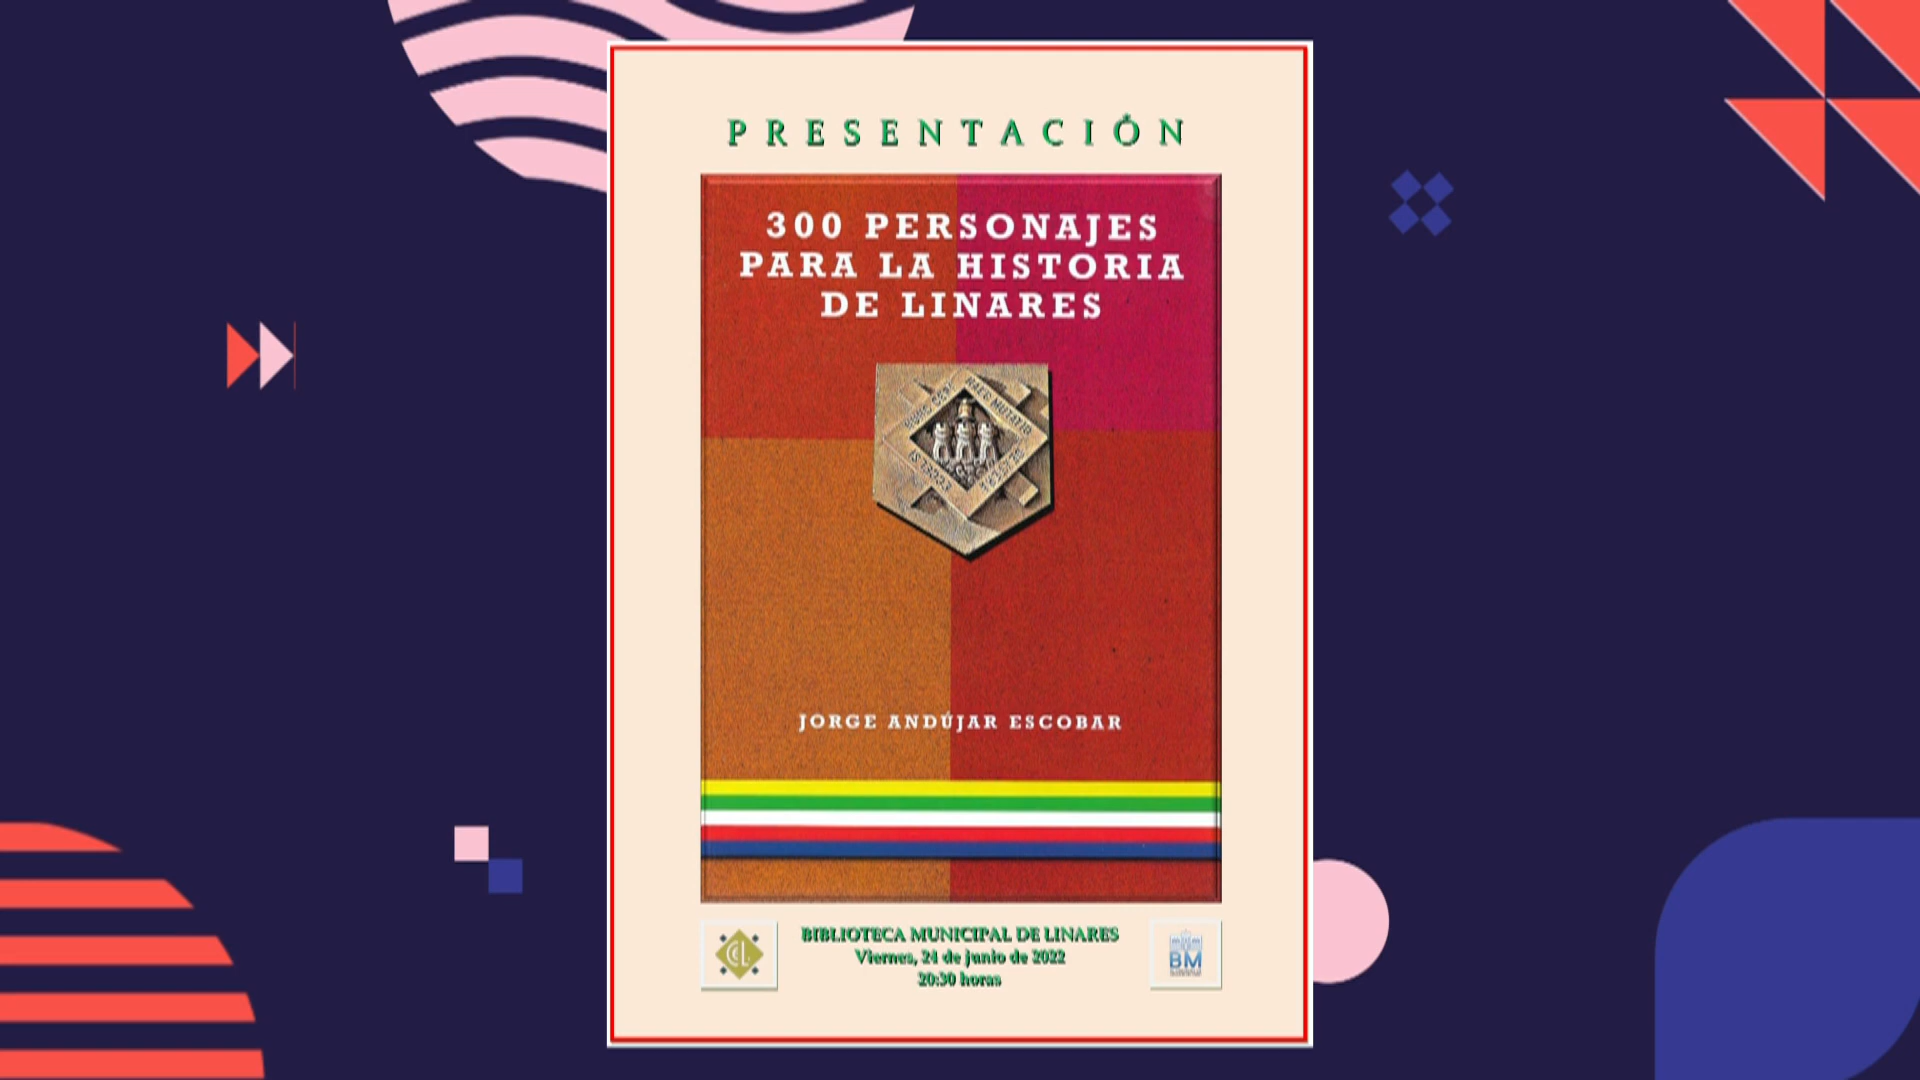 PRESENTACIÓN
300 PERSONAJES
PARA LA HISTORIA
DE LINARES
JORGE ANDÚJAR ESCOBAR
BIBLIOTECA MUNICIPAL DE LINARES
Viernes, 24 de junio de 2022
20:30 horas
BM